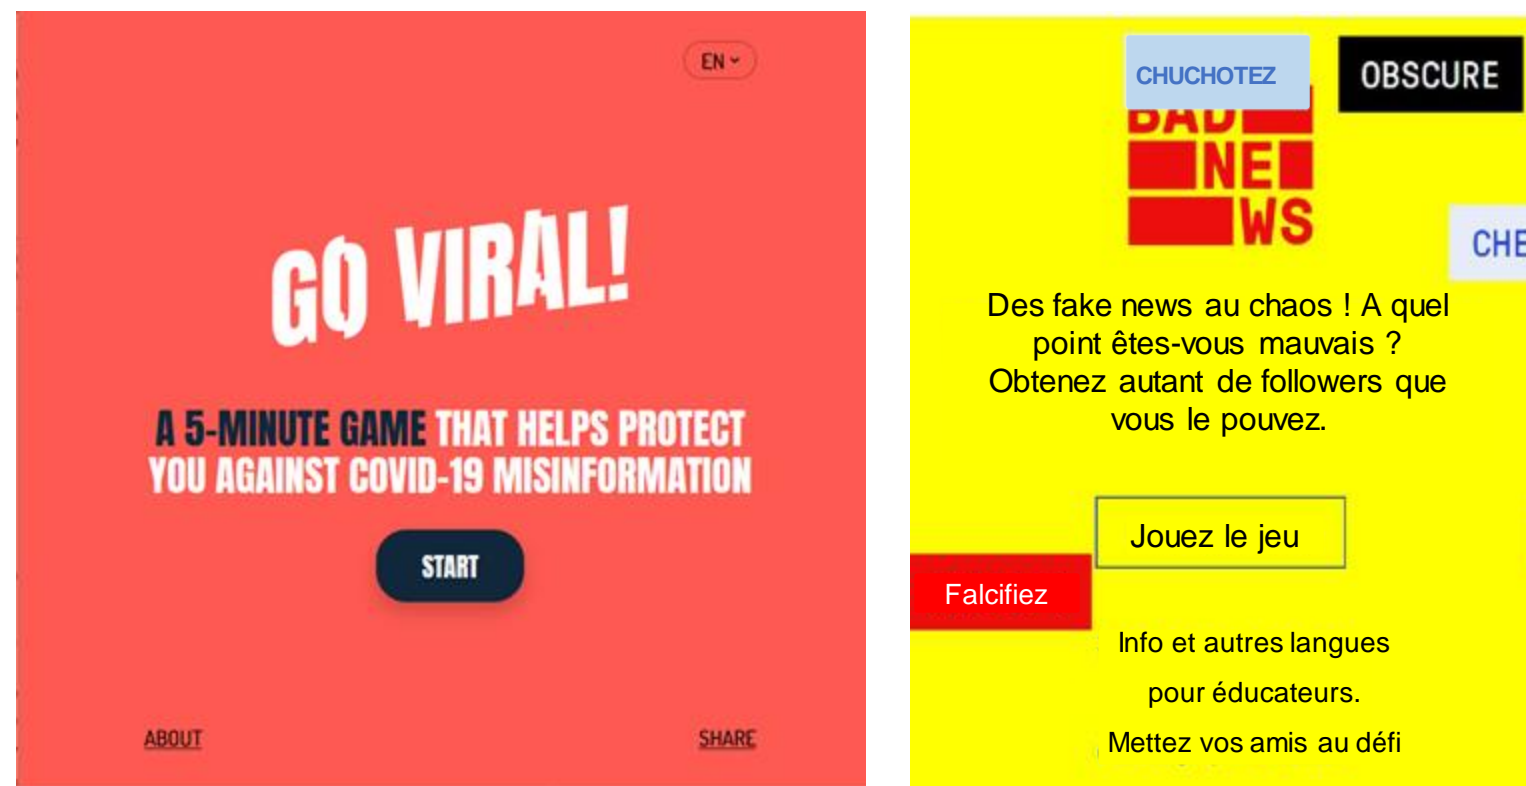 EN
GO VIRAL!
A 5-MINUTE GAME THAT HELPS PROTECT
YOU AGAINST COVID-19 MISINFORMATION
START
ABOUT
SHARE
CHUCHOTEZ
OBSCURE
BAD
NE
WS
CHE
Des fake news au chaos ! A quel
point êtes-vous mauvais ?
Obtenez autant de followers que
vous le pouvez.
Jouez le jeu
Falcifiez
Info et autres langues
pour éducateurs.
Mettez vos amis au défi